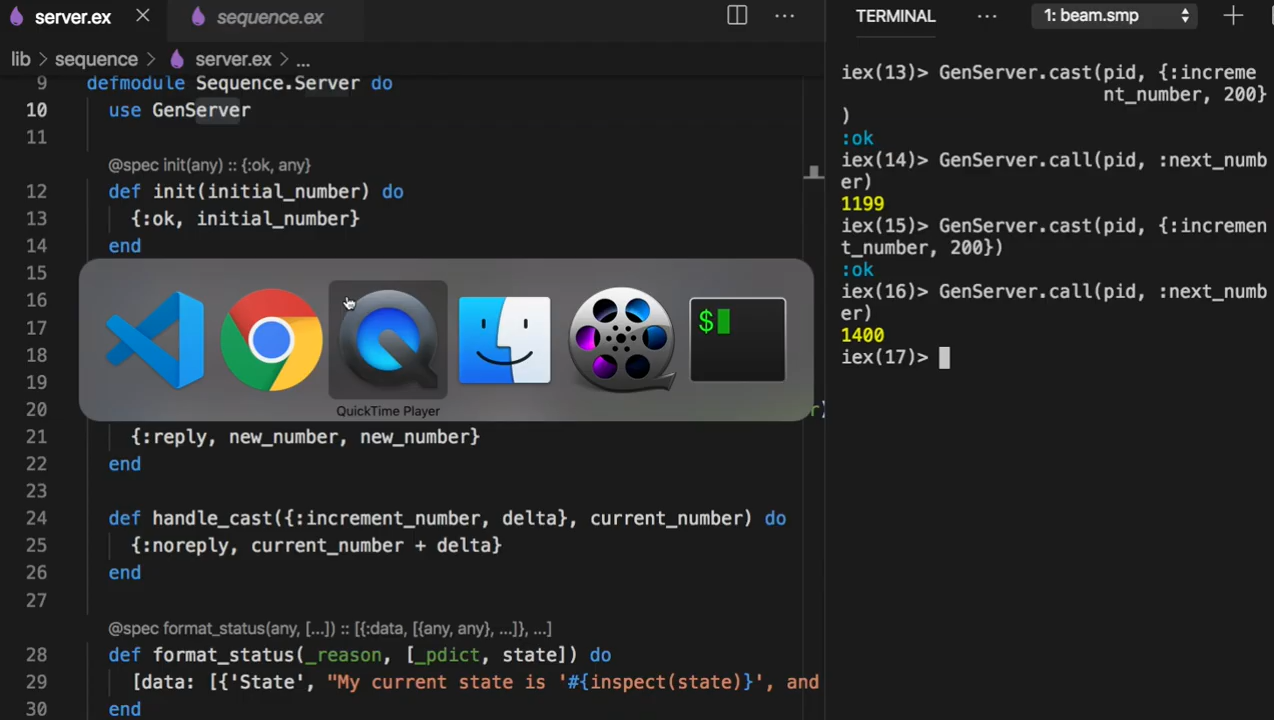 server.ex
sequence.ex
...
lib > sequence > server.ex > ...
9 defmodule Sequence.Server do
10 use GenServer
11
@spec init(any) :: {:ok, any}
12 def init(initial_number) do
13 {:ok, initial_number}
14 end
15
16
17
18
19
20 r)
21 {:reply, new_number, new_number}
22 end
23
24 def handle_cast({:increment_number, delta}, current_number) do
25 {:noreply, current_number + delta}
26 end
27
@spec format_status(any, [...]) :: [{:data, [{any, any}, ...]}, ...]
28 def format_status(_reason, [_pdict, state]) do
29 [data: [{'State', "My current state is '#{inspect(state)}', and
30 end
$
QuickTime Player
TERMINAL ... 1: beam.smp
iex(13)> GenServer.cast(pid, {:increme
nt_number, 200}
)
:ok
iex(14)> GenServer.call(pid, :next_numb
er)
1199
iex(15)> GenServer.cast(pid, {:incremen
t_number, 200})
:ok
iex(16)> GenServer.call(pid, :next_numb
er)
1400
iex(17)>